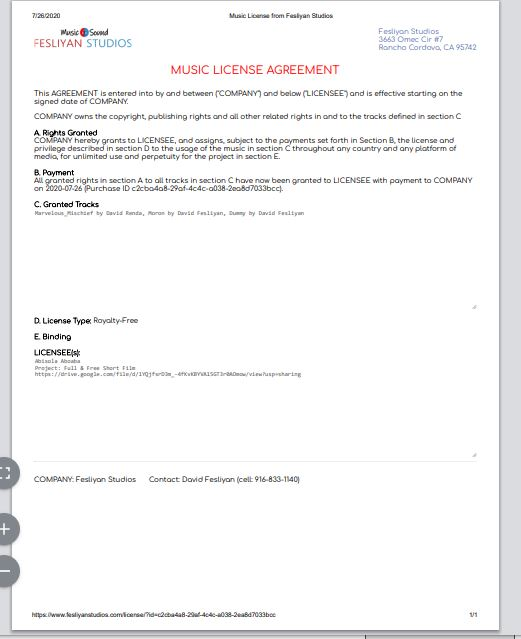 7/26/2020 Music License from Fesliyan Studios
Music Sound
FESLIYAN STUDIOS
Fesliyan Studios
3663 Omec Cir #7
Rancho Cordova, CA 95742
MUSIC LICENSE AGREEMENT
This AGREEMENT is entered into by and between ("COMPANY") and below ("LICENSEE") and is effective starting on the
signed date of COMPANY.
COMPANY owns the copyright, publishing rights and all other related rights in and to the tracks defined in section C
A. Rights Granted
COMPANY hereby grants to LICENSEE, and assigns, subject to the payments set forth in Section B, the license and
privilege described in section D to the usage of the music in section C throughout any country and any platform of
media, for unlimited use and perpetuity for the project in section E.
B. Payment
All granted rights in section A to all tracks in section C have now been granted to LICENSEE with payment to COMPANY
on 2020-07-26 (Purchase ID c2cba4a8-29af-4c4c-a038-2ea8d7033bcc).
C. Granted Tracks
Marvelous_Mischief by David Renda, Moron by David Fesliyan, Dummy by David Fesliyan
D. License Type: Royalty-Free
E. Binding
LICENSEE(s):
Abisola Aboaba
Project: Full & Free Short Film
COMPANY: Fesliyan Studios Contact: David Fesliyan (cell: 916-833-1140)
https://www.fesliyanstudios.com/license/?id=c2cba4a8-29af-4c4c-a038-2ea8d7033bcc 1/1